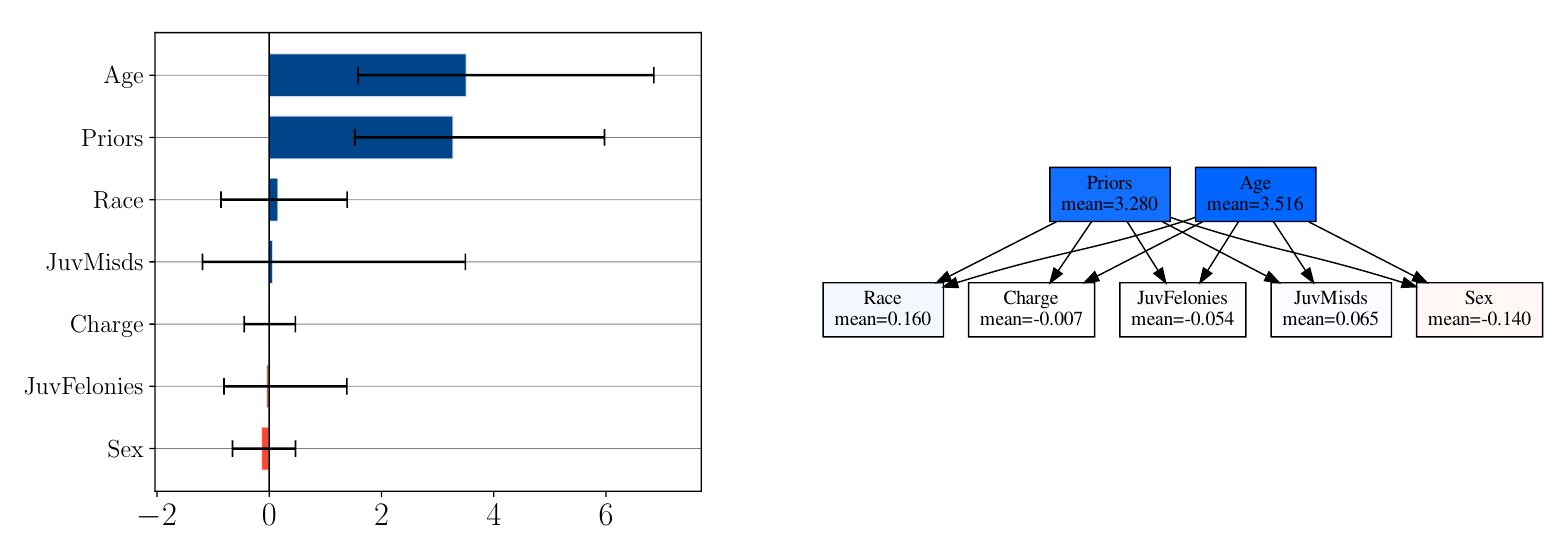 Age
Priors
Race
JuvMisds
Charge
JuvFelonies
Sex
−2 0 2 4 6
Priors
mean=3.280
Age
mean=3.516
Race
mean=0.160
Charge
mean=-0.007
JuvFelonies
mean=-0.054
JuvMisds
mean=0.065
Sex
mean=-0.140